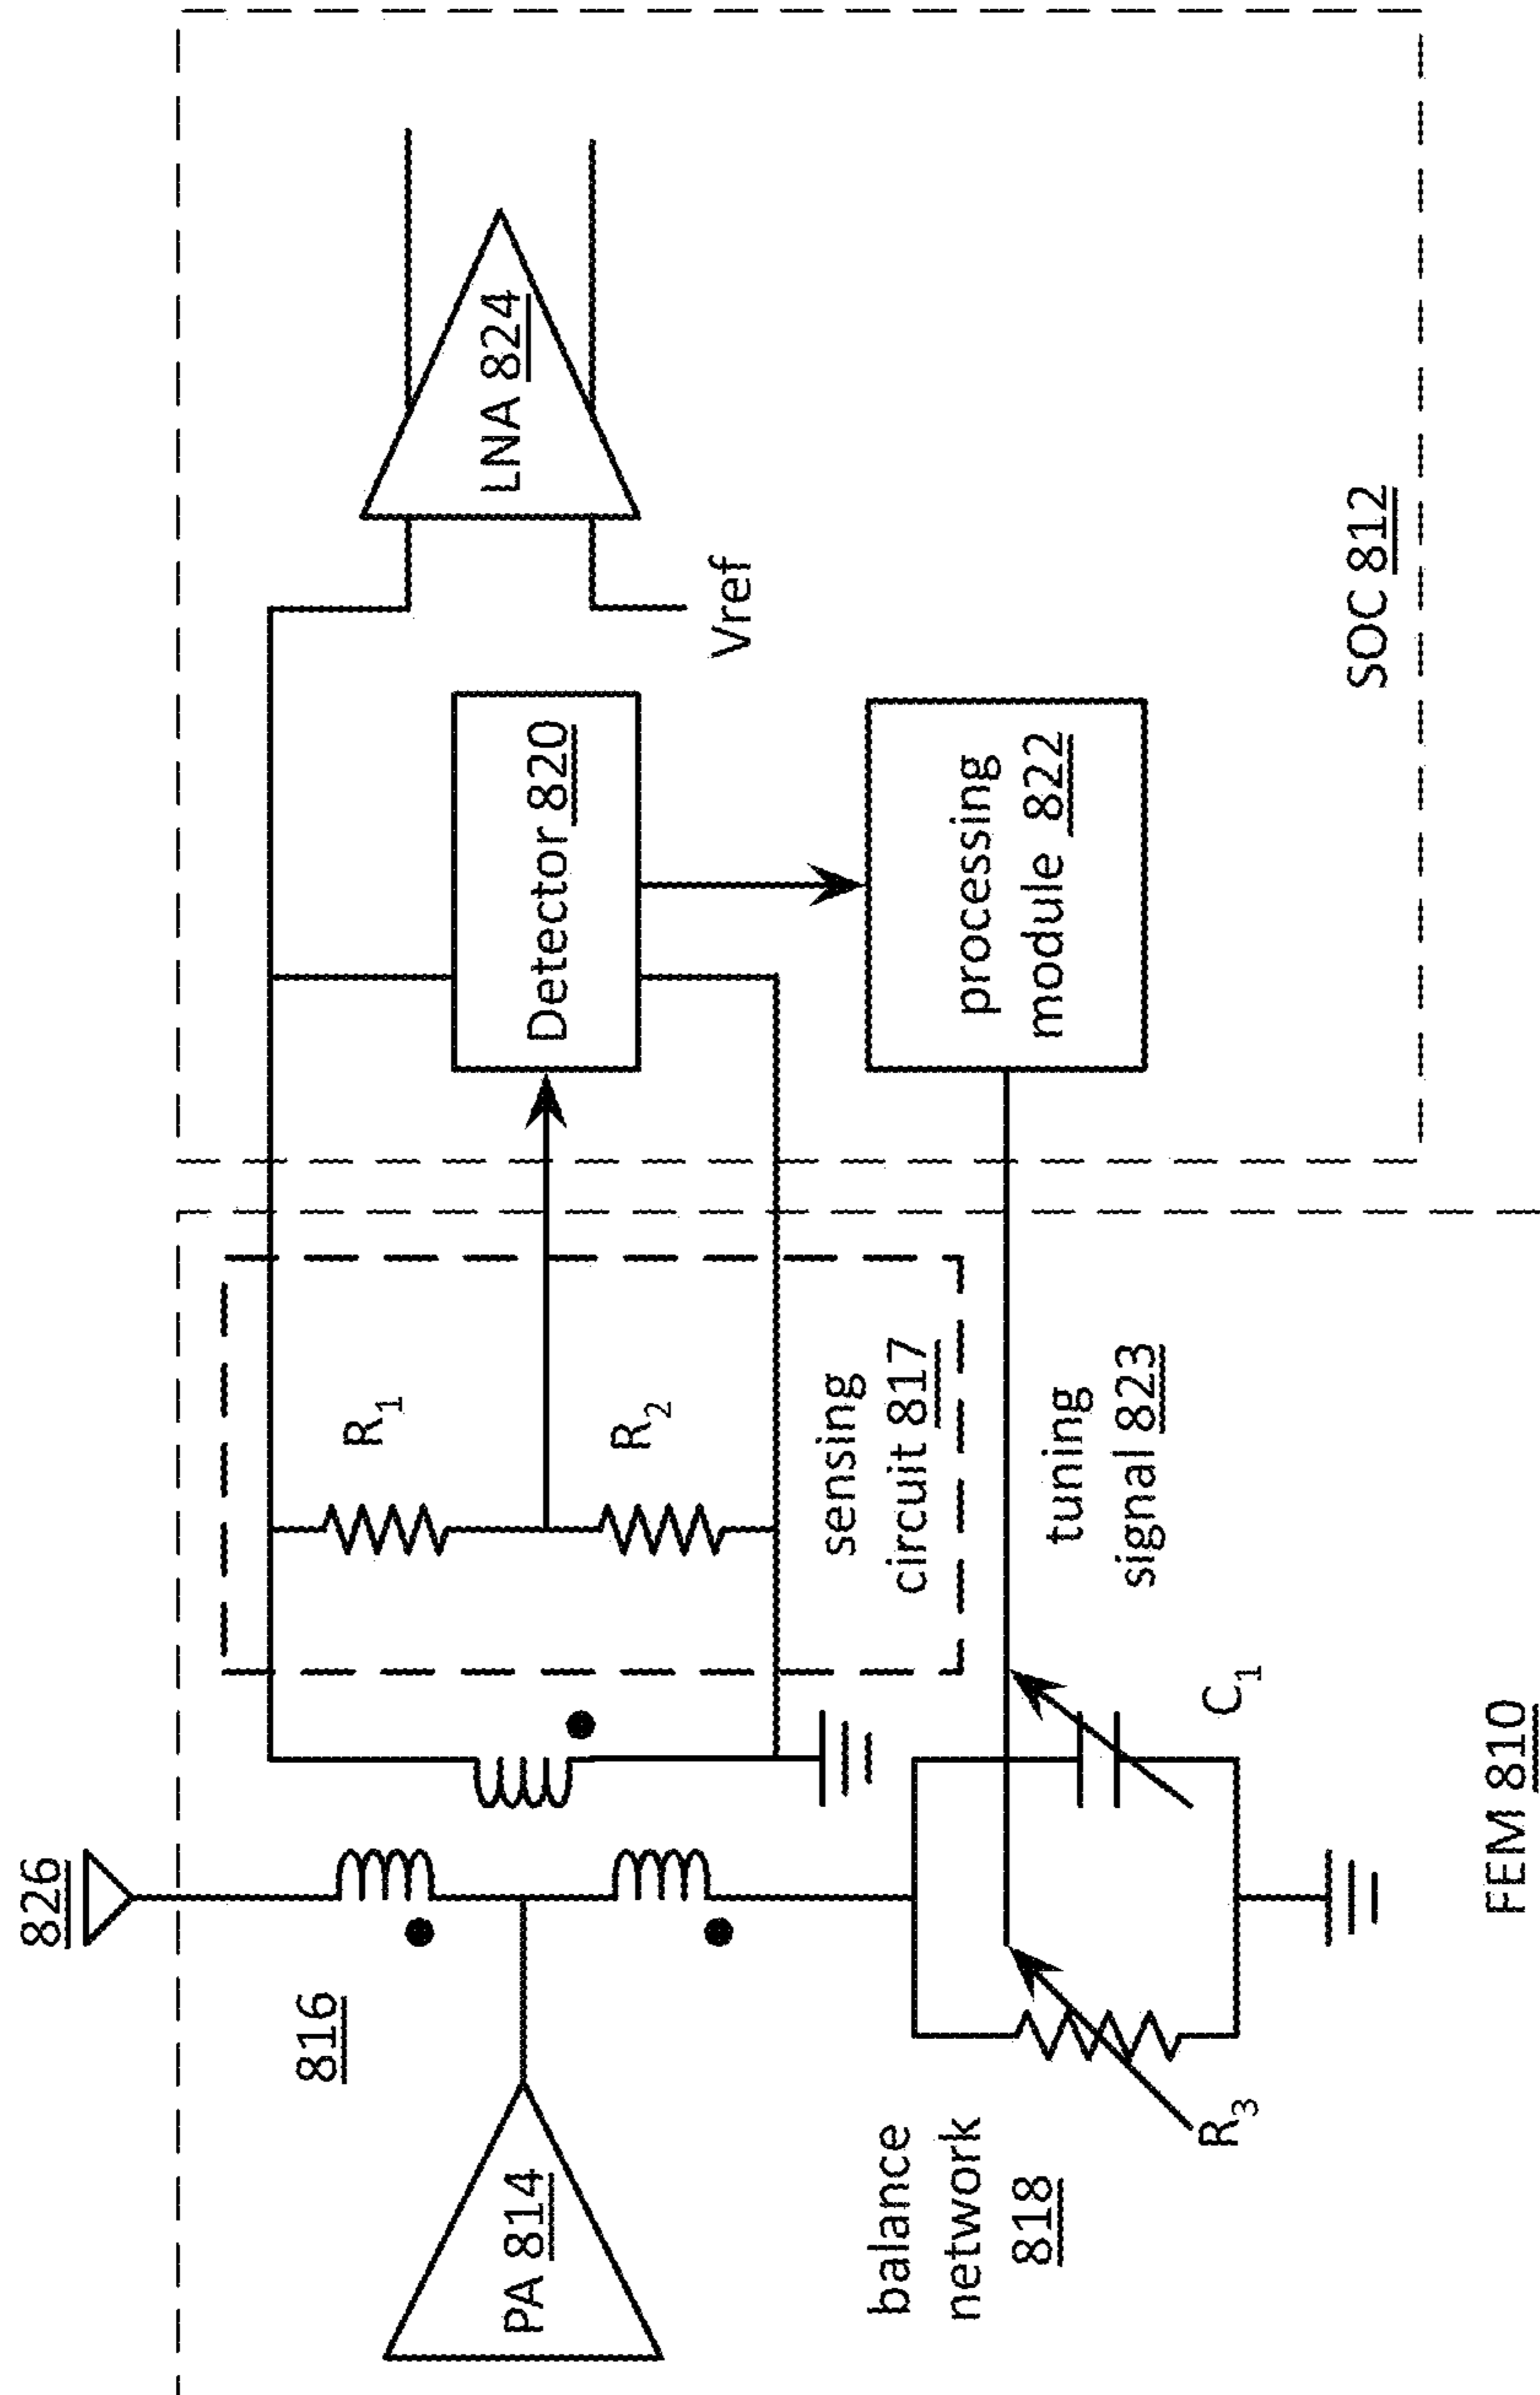 826
816
PA 814
balance
network
818
R3
C1
FEM 810
R1
R2
sensing
circuit 817
tuning
signal 823
Detector 820
processing
module 822
Vref
LNA 824
SOC 812